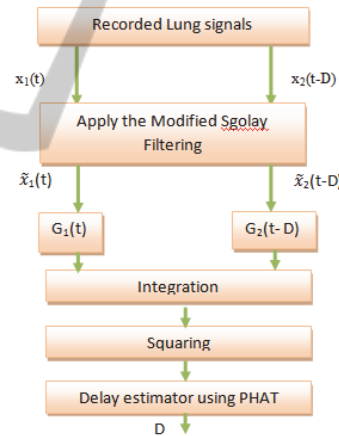 Recorded Lung signals
x₁(t) x₂(t-D)
Apply the Modified Sgolay
Filtering
x̃₁(t) x̃₂(t-D)
G₁(t) G₂(t- D)
Integration
Squaring
Delay estimator using PHAT
D